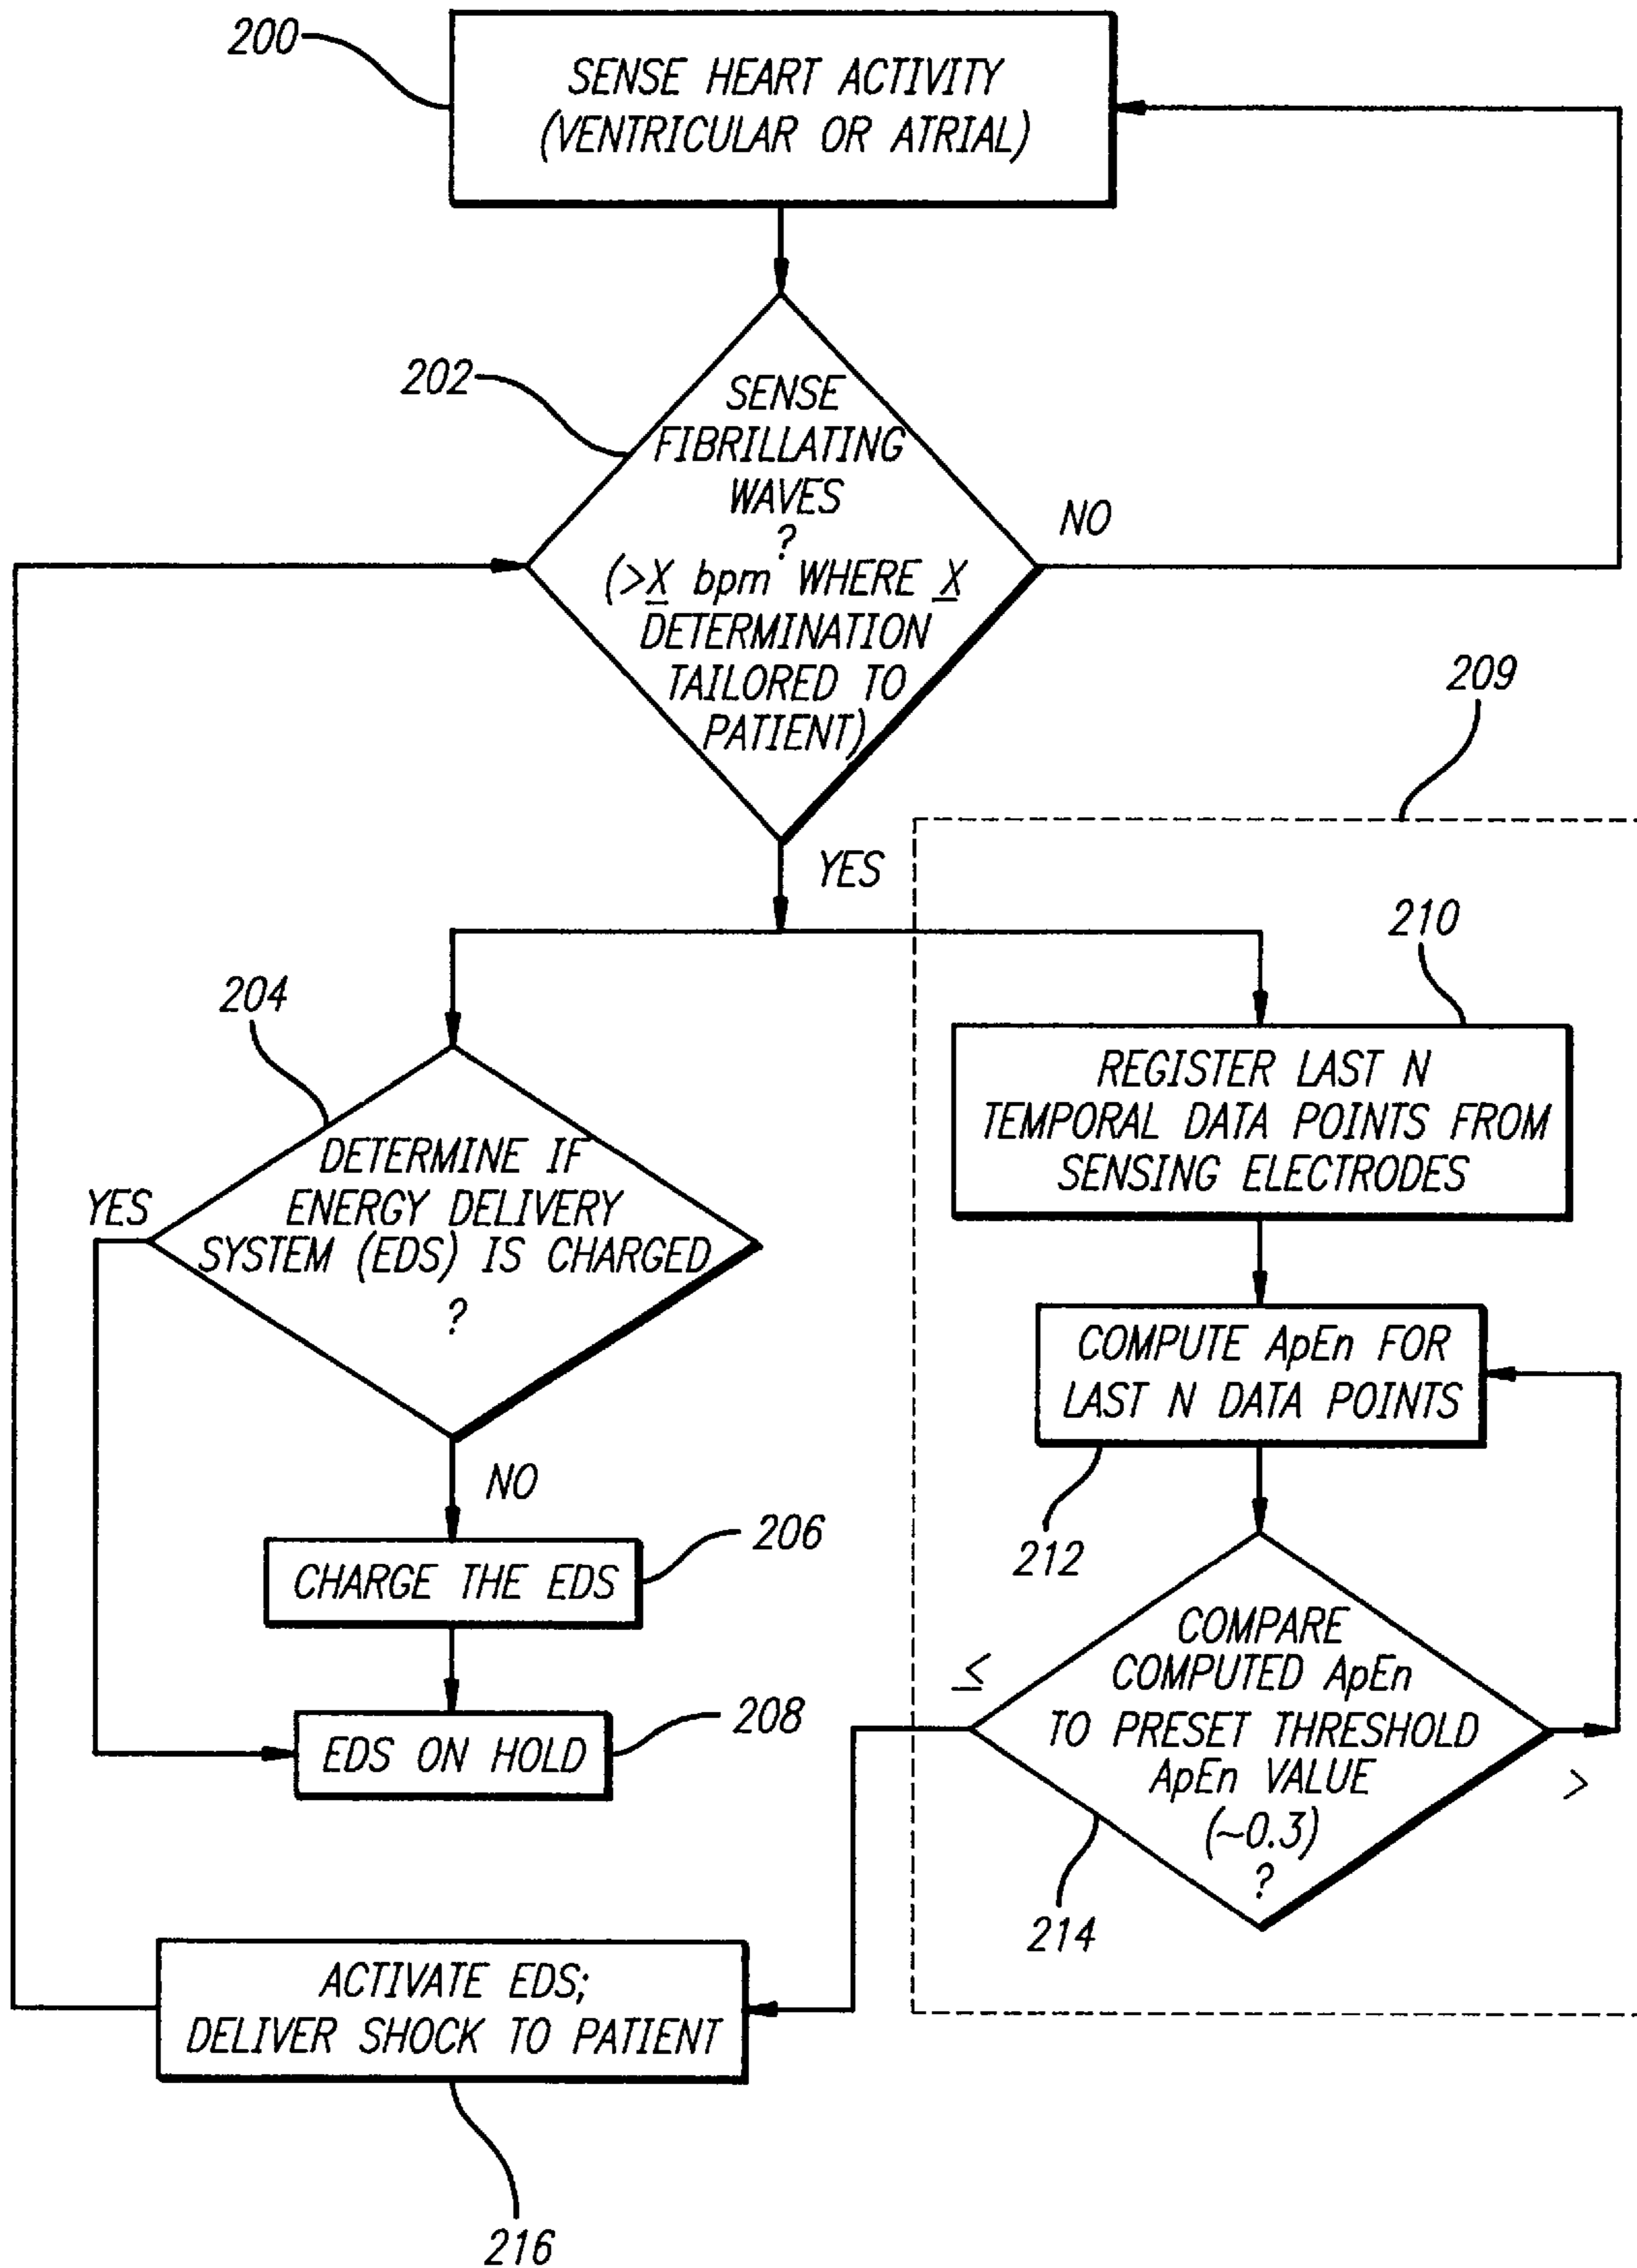 200
SENSE HEART ACTIVITY
(VENTRICULAR OR ATRIAL)
202
SENSE
FIBRILLATING
WAVES
?
(>X bpm WHERE X
DETERMINATION
TAILORED TO
PATIENT)
NO
YES
209
204
DETERMINE IF
ENERGY DELIVERY
SYSTEM (EDS) IS CHARGED
?
YES
NO
210
REGISTER LAST N
TEMPORAL DATA POINTS FROM
SENSING ELECTRODES
COMPUTE ApEn FOR
LAST N DATA POINTS
212
CHARGE THE EDS
206
EDS ON HOLD
208
COMPARE
COMPUTED ApEn
TO PRESET THRESHOLD
ApEn VALUE
(~0.3)
?
≤
>
214
ACTIVATE EDS;
DELIVER SHOCK TO PATIENT
216